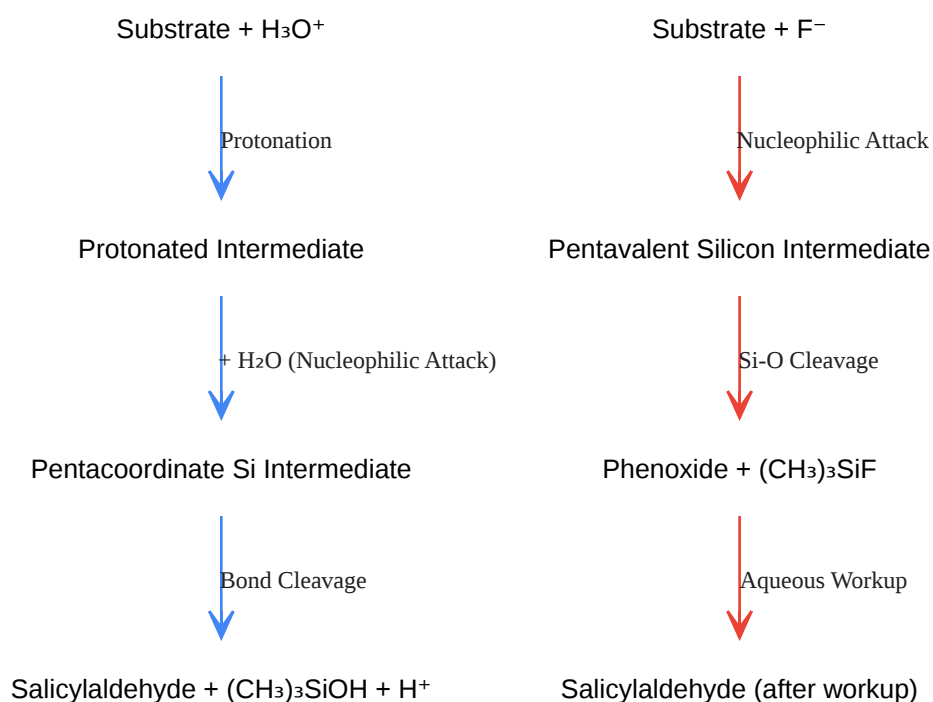 Substrate + H₃O⁺
Protonation
Protonated Intermediate
+ H₂O (Nucleophilic Attack)
Pentacoordinate Si Intermediate
Bond Cleavage
Salicylaldehyde + (CH₃)₃SiOH + H⁺
Substrate + F⁻
Nucleophilic Attack
Pentavalent Silicon Intermediate
Si-O Cleavage
Phenoxide + (CH₃)₃SiF
Aqueous Workup
Salicylaldehyde (after workup)